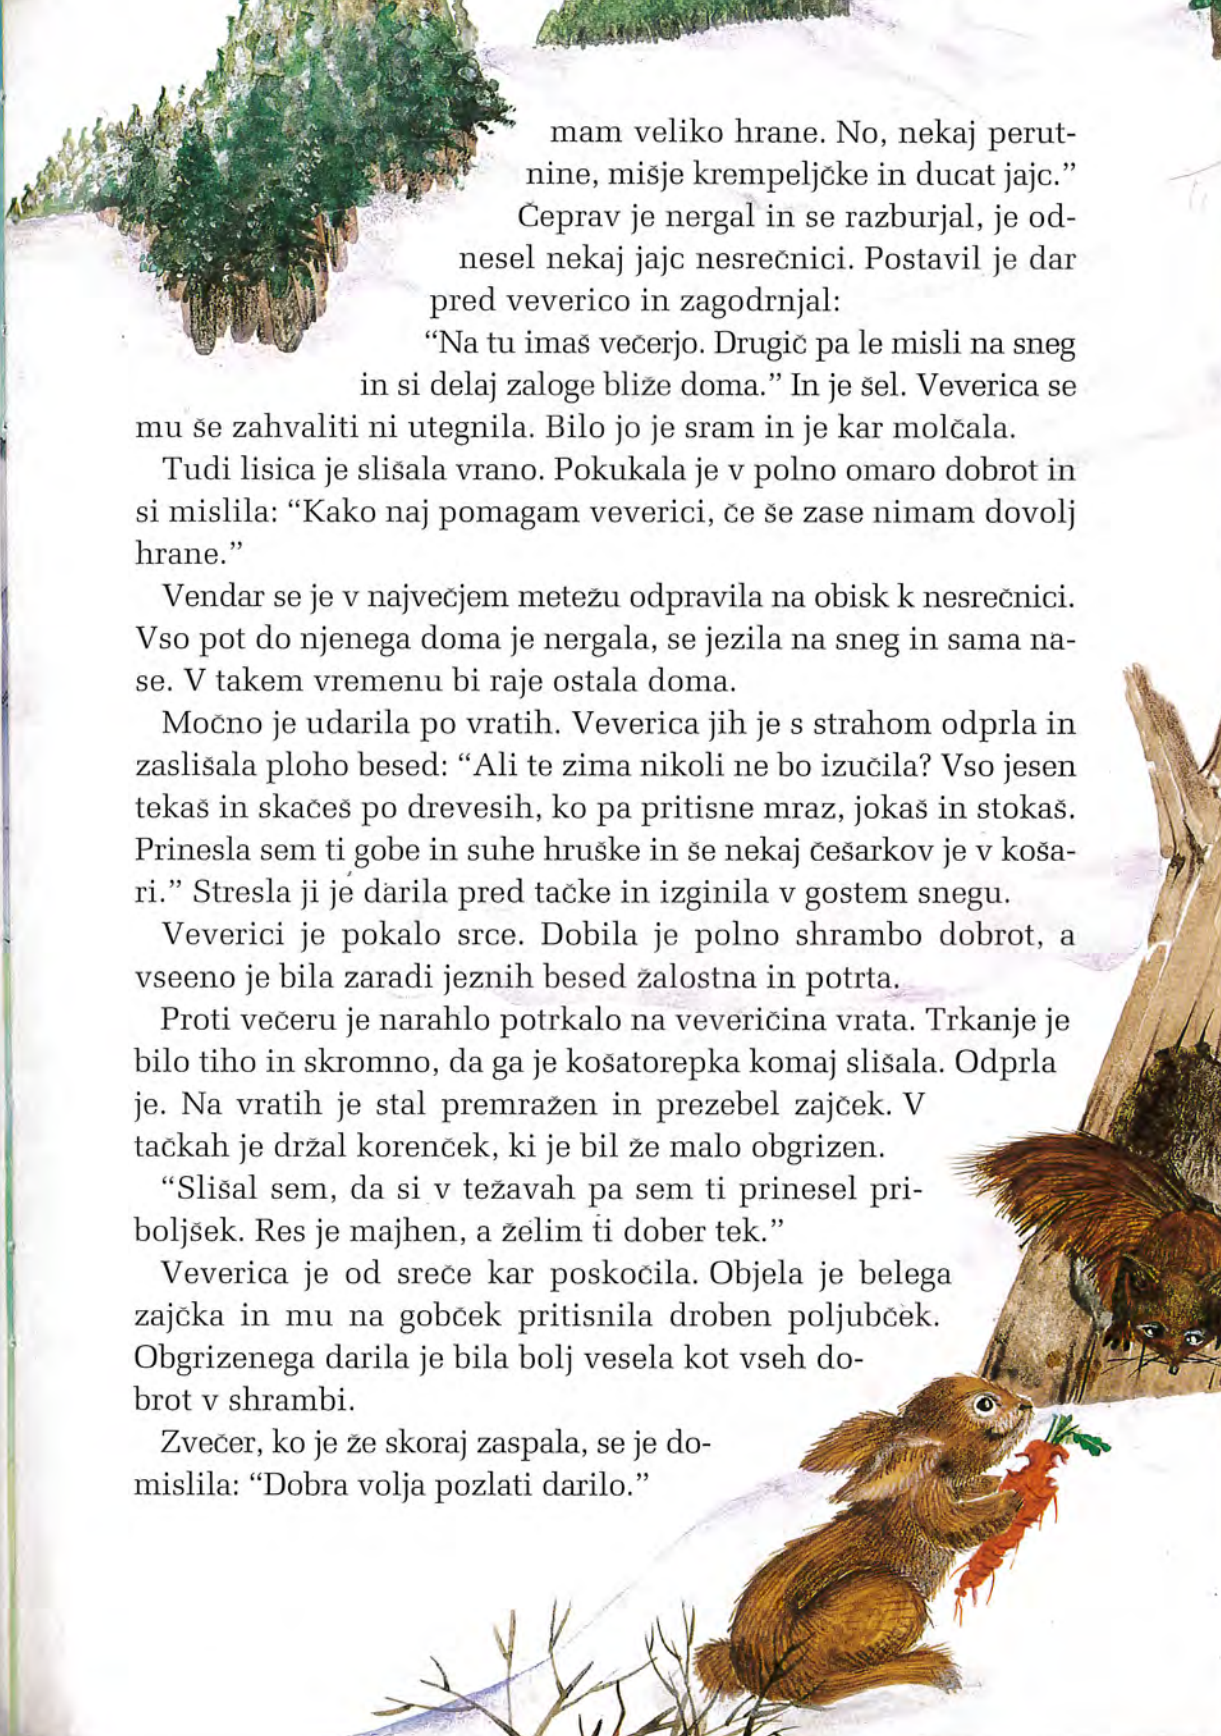 mam veliko hrane. No, nekaj perut-
nine, mišje krempeljčke in ducat jajc.”
Čeprav je nergal in se razburjal, je od-
nesel nekaj jajc nesrečnici. Postavil je dar
pred veverico in zagodrnjal:
“Na tu imaš večerjo. Drugič pa le misli na sneg
in si delaj zaloge bliže doma.” In je šel. Veverica se
mu še zahvaliti ni utegnila. Bilo jo je sram in je kar molčala.
Tudi lisica je slišala vrano. Pokukala je v polno omaro dobrot in
si mislila: “Kako naj pomagam veverici, če še zase nimam dovolj
hrane.”
Vendar se je v največjem metežu odpravila na obisk k nesrečnici.
Vso pot do njenega doma je nergala, se jezila na sneg in sama na-
se. V takem vremenu bi raje ostala doma.
Močno je udarila po vratih. Veverica jih je s strahom odprla in
zaslišala ploho besed: “Ali te zima nikoli ne bo izučila? Vso jesen
tekaš in skačeš po drevesih, ko pa pritisne mraz, jokaš in stokaš.
Prinesla sem ti gobe in suhe hruške in še nekaj češarkov je v koša-
ri.” Stresla ji je darila pred tačke in izginila v gostem snegu.
Veverici je pokalo srce. Dobila je polno shrambo dobrot, a
vseeno je bila zaradi jeznih besed žalostna in potrta.
Proti večeru je narahlo potrkalo na veveričina vrata. Trkanje je
bilo tiho in skromno, da ga je košatorepka komaj slišala. Odprla
je. Na vratih je stal premražen in prezebel zajček. V
tačkah je držal korenček, ki je bil že malo obgrizen.
“Slišal sem, da si v težavah pa sem ti prinesel pri-
boljšek. Res je majhen, a želim ti dober tek.”
Veverica je od sreče kar poskočila. Objela je belega
zajčka in mu na gobček pritisnila droben poljubček.
Obgrizenega darila je bila bolj vesela kot vseh do-
brot v shrambi.
Zvečer, ko je že skoraj zaspala, se je do-
mislila: “Dobra volja pozlati darilo.”